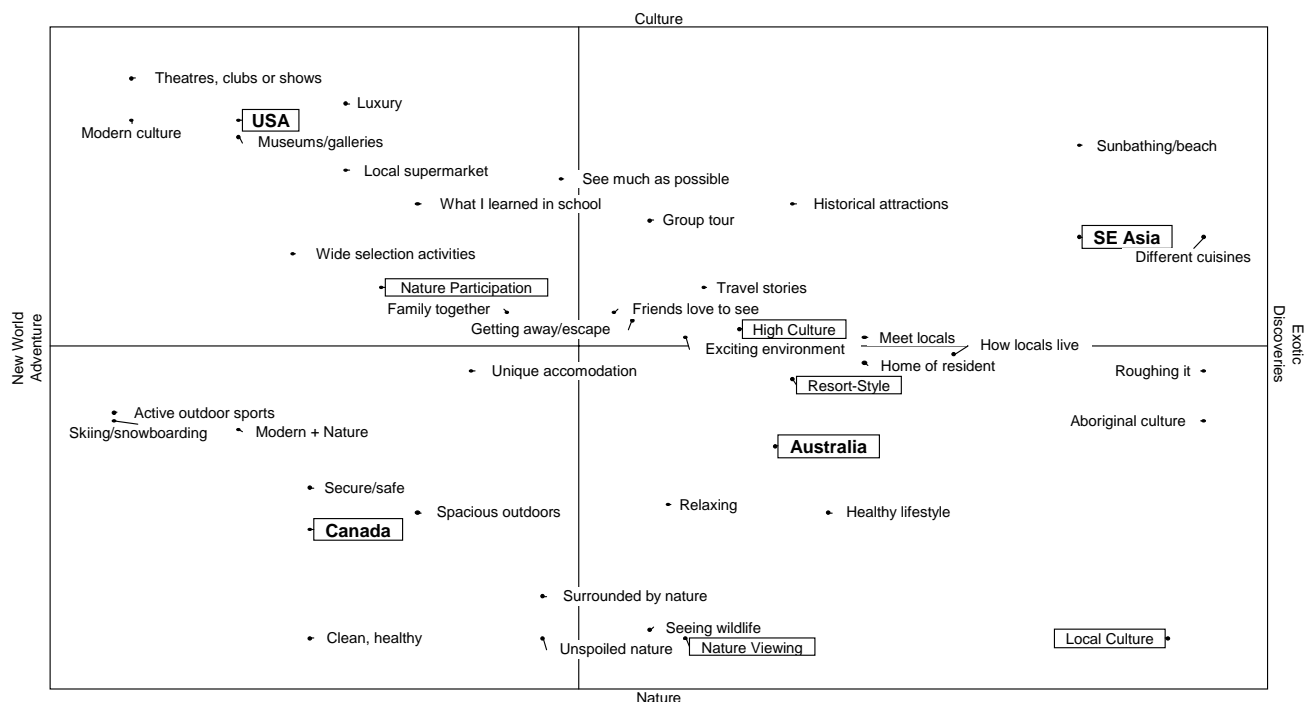 Culture
Theatres, clubs or shows
Luxury
USA
Modern culture
Museums/galleries
Sunbathing/beach
Local supermarket
See much as possible
What I learned in school
Historical attractions
Group tour
SE Asia
Wide selection activities
Different cuisines
Nature Participation
Travel stories
Family together
Friends love to see
Getting away/escape
High Culture
Meet locals
How locals live
Exciting environment
New World
Adventure
Exotic
Discoveries
Home of resident
Unique accomodation
Roughing it
Resort-Style
Active outdoor sports
Skiing/snowboarding
Modern + Nature
Aboriginal culture
Australia
Secure/safe
Relaxing
Spacious outdoors
Healthy lifestyle
Canada
Surrounded by nature
Seeing wildlife
Clean, healthy
Unspoiled nature
Nature Viewing
Local Culture
Nature